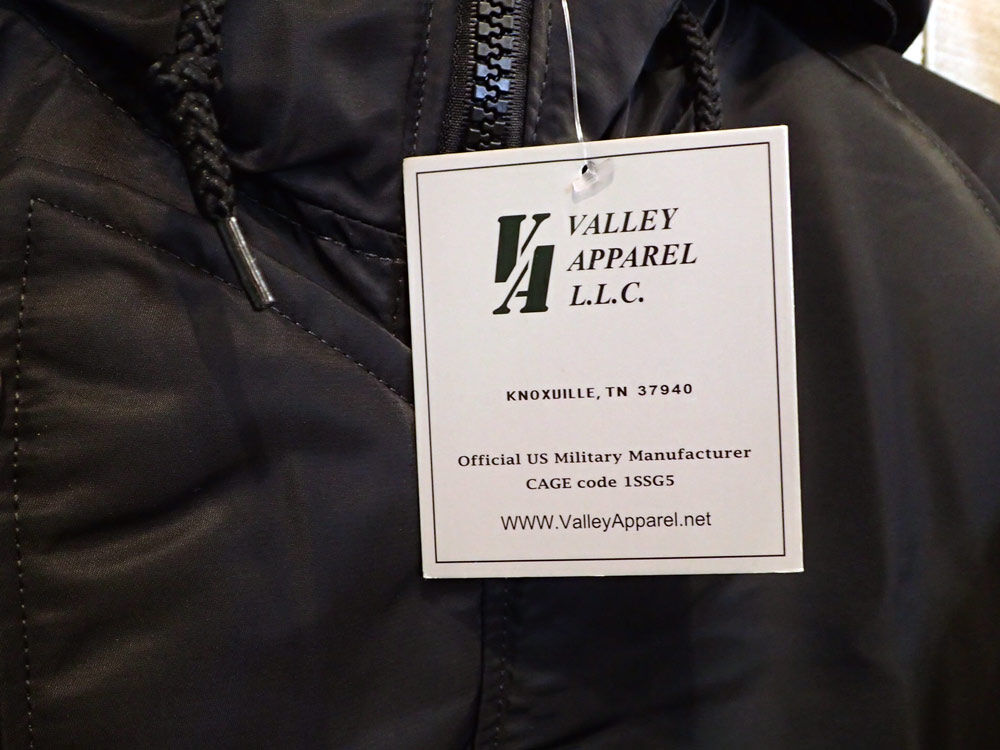 VA
VALLEY
APPAREL
L.L.C.
KNOXUILLE, TN 37940
Official US Military Manufacturer
CAGE code 1SSG5
WWW.ValleyApparel.net